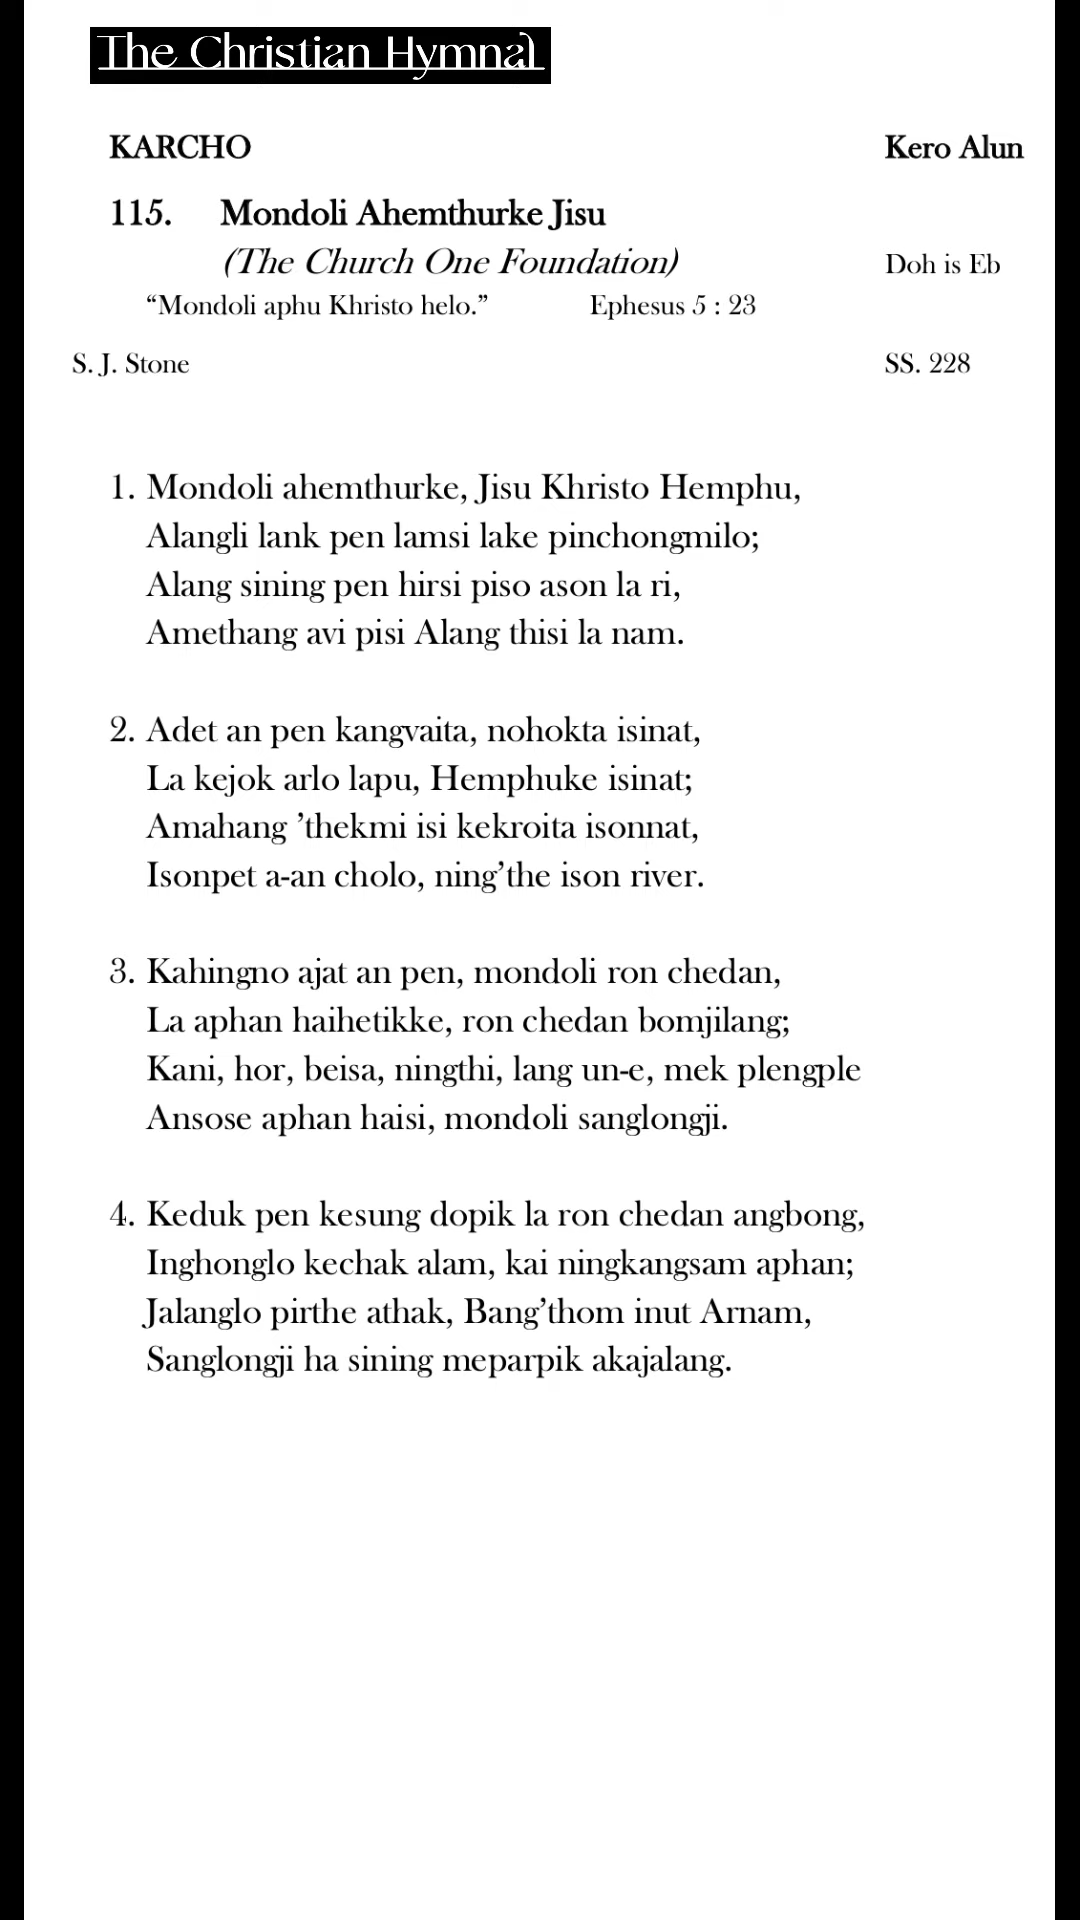 The Christian Hymnal
KARCHO Kero Alun
115. Mondoli Ahemthurke Jisu
(The Church One Foundation) Doh is Eb
“Mondoli aphu Khristo helo.” Ephesus 5 : 23
S. J. Stone SS. 228
1. Mondoli ahemthurke, Jisu Khristo Hemphu,
Alangli lank pen lamsi lake pinchongmilo;
Alang sining pen hirsi piso ason la ri,
Amethang avi pisi Alang thisi la nam.
2. Adet an pen kangvaita, nohokta isinat,
La kejok arlo lapu, Hemphuke isinat;
Amahang ’thekmi isi kekroita isonnat,
Isonpet a-an cholo, ning’the ison river.
3. Kahingno ajat an pen, mondoli ron chedan,
La aphan haihetikke, ron chedan bomjilang;
Kani, hor, beisa, ningthi, lang un-e, mek plengple
Ansose aphan haisi, mondoli sanglongji.
4. Keduk pen kesung dopik la ron chedan angbong,
Inghonglo kechak alam, kai ningkangsam aphan;
Jalanglo pirthe athak, Bang’thom inut Arnam,
Sanglongji ha sining meparpik akajalang.